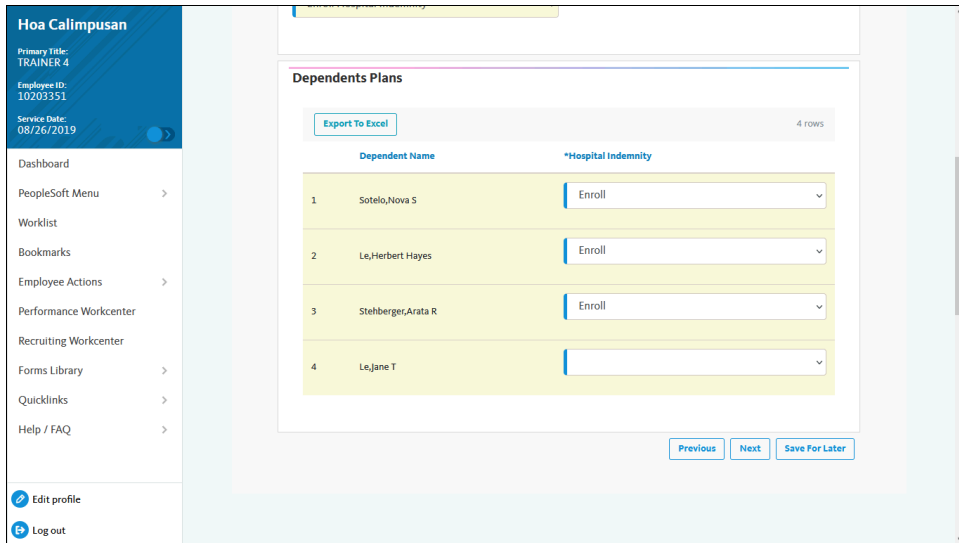 Hoa Calimpusan
Primary Title:
TRAINER 4
Employee ID:
10203351
Service Date:
08/26/2019
Dashboard
PeopleSoft Menu
Worklist
Bookmarks
Employee Actions
Performance Workcenter
Recruiting Workcenter
Forms Library
Quicklinks
Help / FAQ
Edit profile
Log out
Dependents Plans
Export To Excel
4 rows
Dependent Name *Hospital Indemnity
1 Sotelo,Nova S Enroll
2 Le,Herbert Hayes Enroll
3 Stehberger,Arata R Enroll
4 Le,Jane T
Previous Next Save For Later